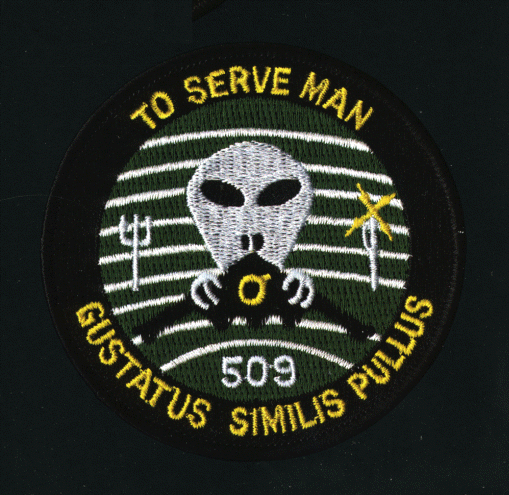 TO SERVE MAN
509
GUSTATUS SIMILIS PULLUS